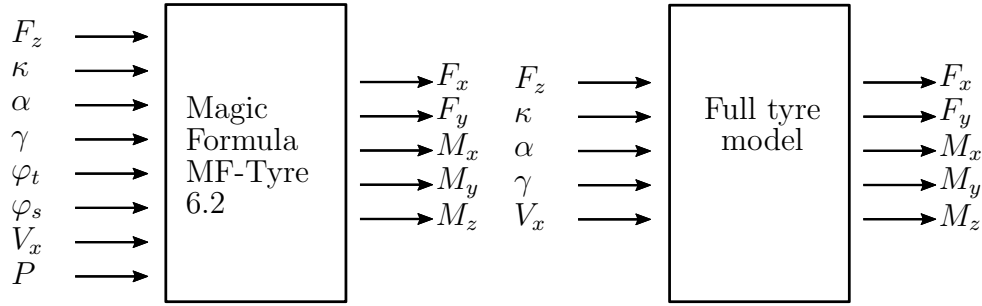 F_z
κ
α
γ
φ_t
φ_s
V_x
P
Magic
Formula
MF-Tyre
6.2
F_x
F_y
M_x
M_y
M_z
F_z
κ
α
γ
V_x
Full tyre
model
F_x
F_y
M_x
M_y
M_z